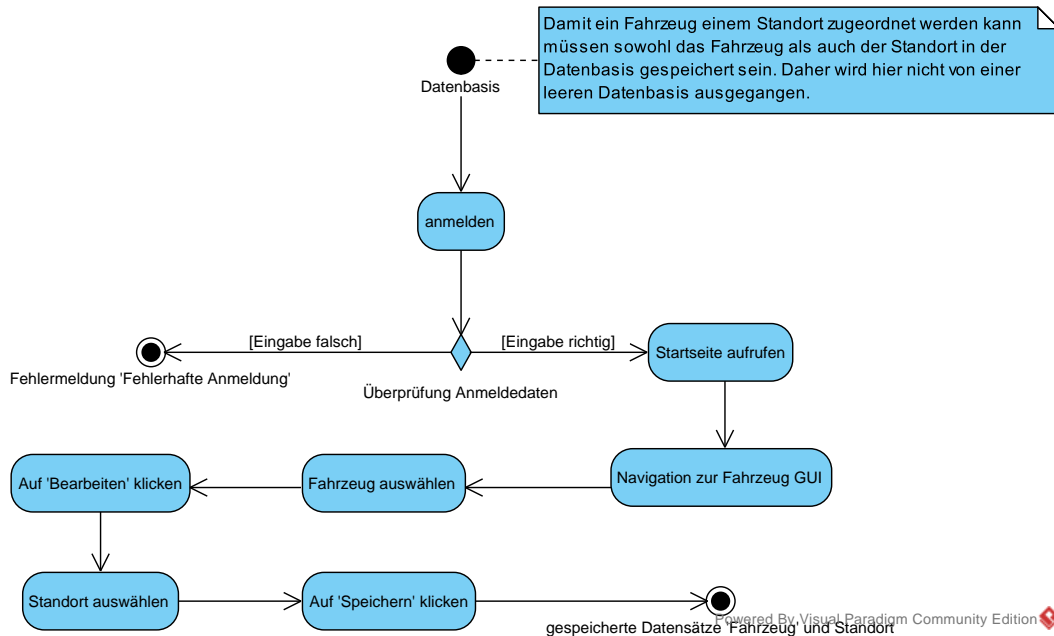 Damit ein Fahrzeug einem Standort zugeordnet werden kann
müssen sowohl das Fahrzeug als auch der Standort in der
Datenbasis gespeichert sein. Daher wird hier nicht von einer
leeren Datenbasis ausgegangen.
Datenbasis
anmelden
[Eingabe falsch]
[Eingabe richtig]
Startseite aufrufen
Fehlermeldung 'Fehlerhafte Anmeldung'
Überprüfung Anmeldedaten
Navigation zur Fahrzeug GUI
Fahrzeug auswählen
Auf 'Bearbeiten' klicken
Standort auswählen
Auf 'Speichern' klicken
gespeicherte Datensätze 'Fahrzeug' und Standort
Powered By Visual Paradigm Community Edition